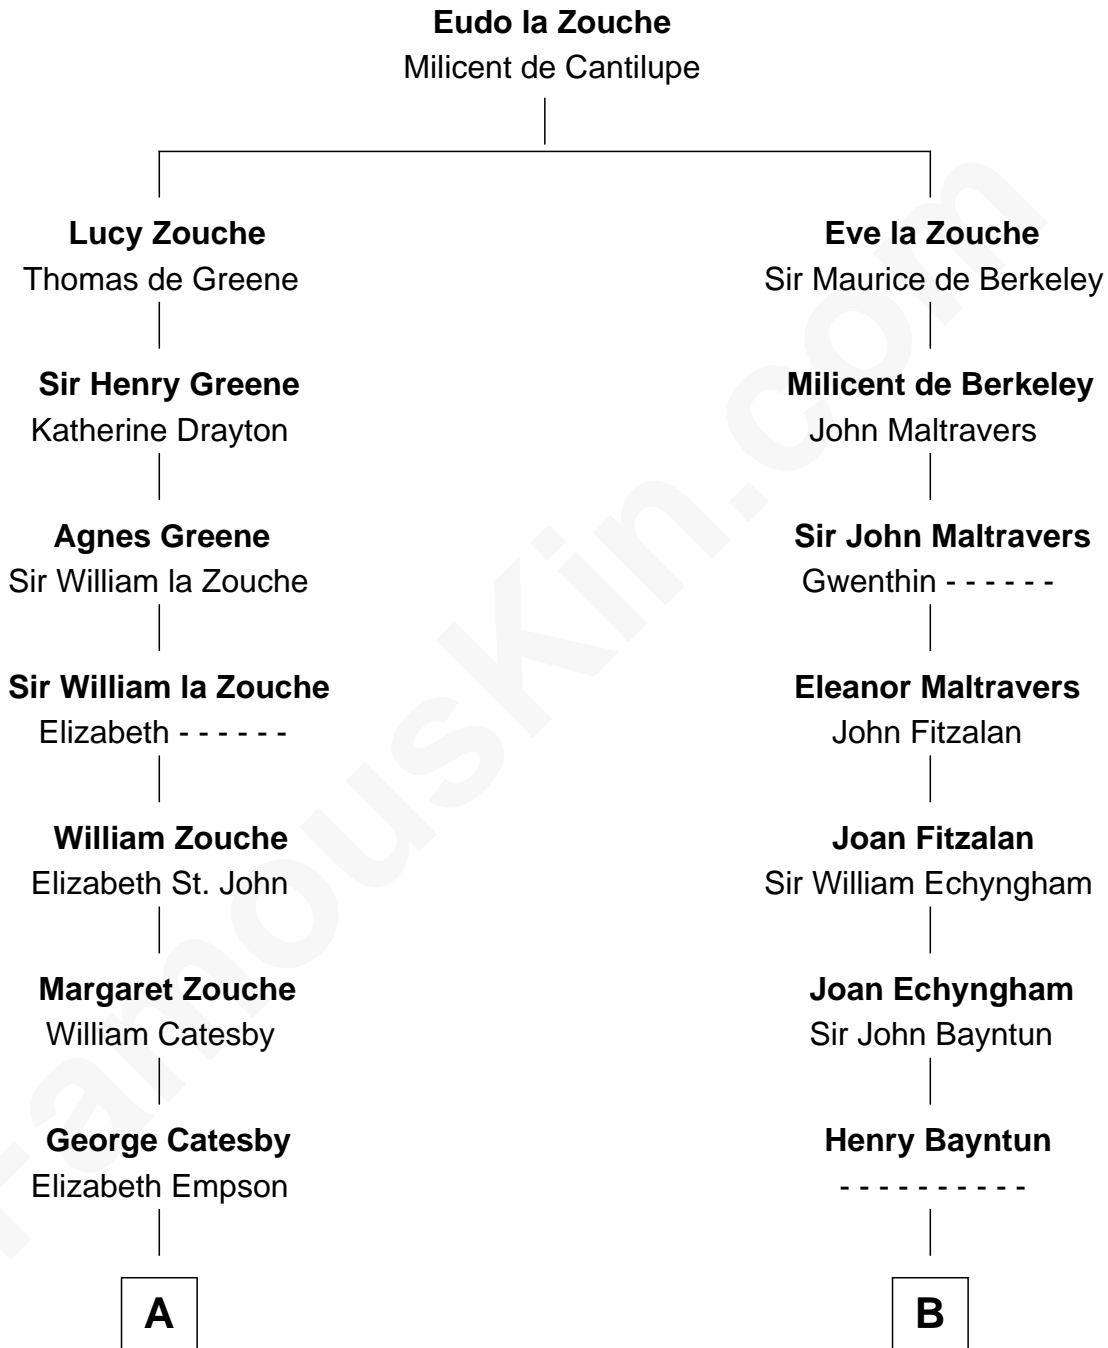 Eudo la Zouche
Milicent de Cantilupe
Lucy Zouche
Thomas de Greene
Eve la Zouche
Sir Maurice de Berkeley
Sir Henry Greene
Katherine Drayton
Milicent de Berkeley
John Maltravers
Agnes Greene
Sir William la Zouche
Sir John Maltravers
Gwenthin - - - - - -
Sir William la Zouche
Elizabeth - - - - - -
Eleanor Maltravers
John Fitzalan
William Zouche
Elizabeth St. John
Joan Fitzalan
Sir William Echyngham
Margaret Zouche
William Catesby
Joan Echyngham
Sir John Bayntun
George Catesby
Elizabeth Empson
Henry Bayntun
- - - - - - - - - -
A
B
FamousKin.com